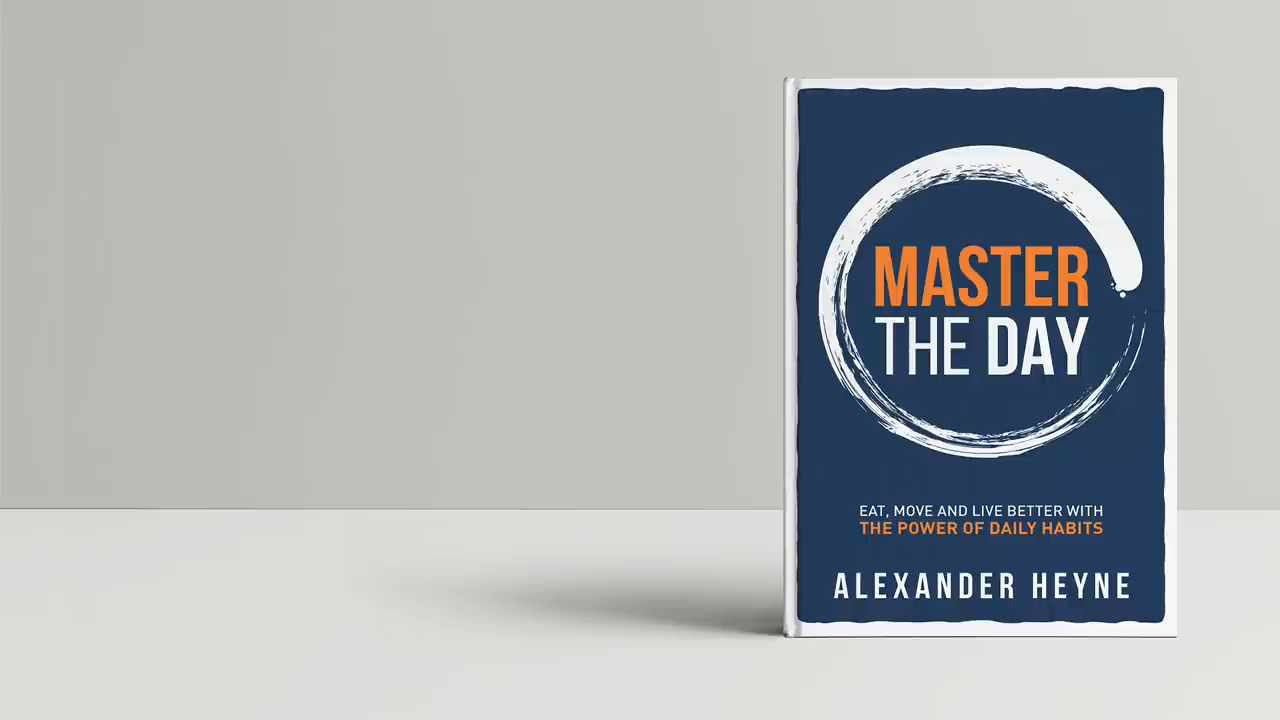 MASTER
THE DAY
EAT, MOVE AND LIVE BETTER WITH
THE POWER OF DAILY HABITS
ALEXANDER HEYNE